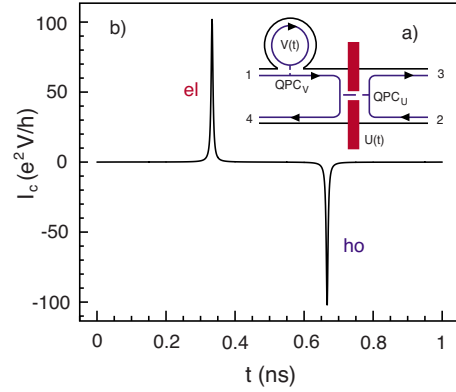 b)
a)
V(t)
QPC_V
QPC_U
1
3
4
2
U(t)
el
ho
100
50
0
-50
-100
I_c (e^2 V/h)
0
0.2
0.4
0.6
0.8
1
t (ns)